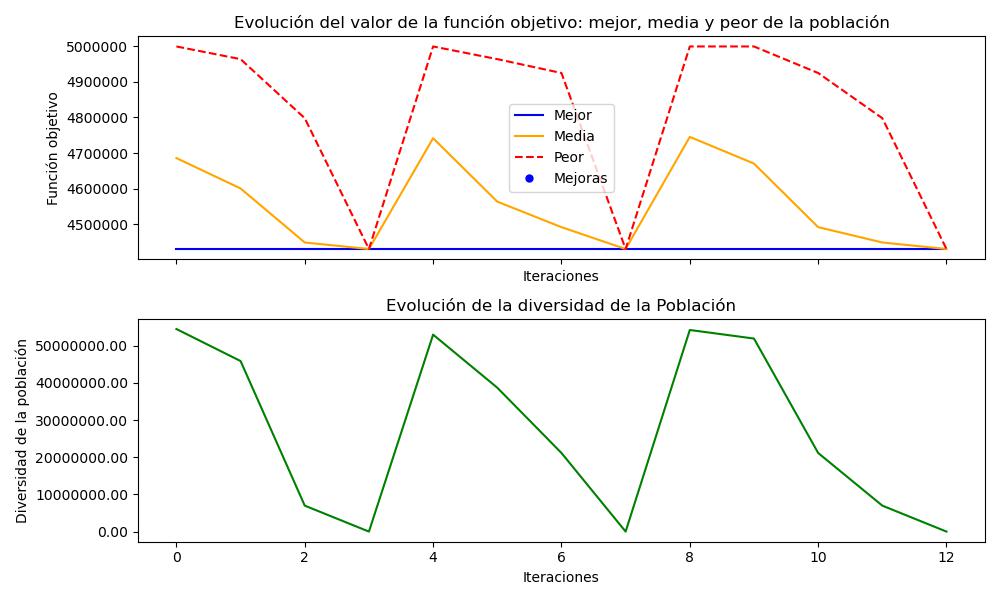 Evolución del valor de la función objetivo: mejor, media y peor de la población
Función objetivo
5000000
4900000
4800000
4700000
4600000
4500000
Mejor
Media
Peor
Mejoras
Iteraciones
Evolución de la diversidad de la Población
Diversidad de la población
50000000.00
40000000.00
30000000.00
20000000.00
10000000.00
0.00
0 2 4 6 8 10 12
Iteraciones